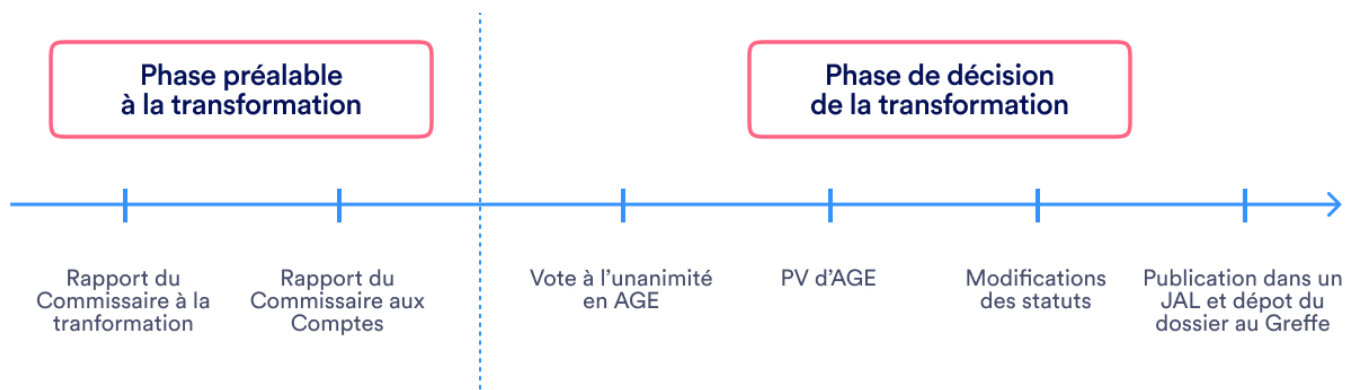 Phase préalable
à la transformation
Phase de décision
de la transformation
Rapport du
Commissaire à la
tranformation
Rapport du
Commissaire aux
Comptes
Vote à l'unanimité
en AGE
PV d'AGE
Modifications
des statuts
Publication dans un
JAL et dépot du
dossier au Greffe